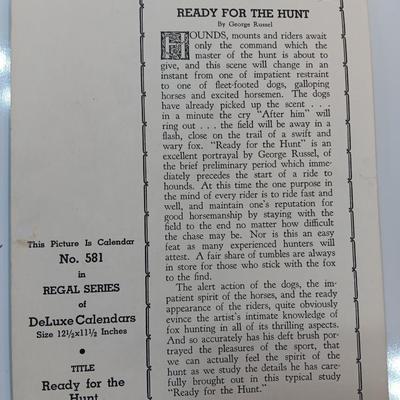 READY FOR THE HUNT
By George Russel
HOUNDS, mounts and riders await
only the command which the
master of the hunt is about to
give, and this scene will change in an
instant from one of impatient restraint
to one of fleet-footed dogs, galloping
horses and excited horsemen. The dogs
have already picked up the scent . . .
in a minute the cry "After him" will
ring out . . . the field will be away in a
flash, close on the trail of a swift and
wary fox. "Ready for the Hunt" is an
excellent portrayal by George Russel,
of the brief preliminary period which im-
mediately precedes the start of a ride to
hounds. At this time the one purpose in
the mind of every rider is to ride fast and
well, and maintain one's reputation for
good horsemanship by staying with the
field to the end no matter how difficult
the chase may be. Nor is this an easy
feat as many experienced hunters will
attest. A fair share of tumbles are always
in store for those who stick with the fox
to the find.
The alert action of the dogs, the im-
patient spirit of the horses, and the ready
appearance of the riders, quite obviously
evince the artist's intimate knowledge of
fox hunting in all of its thrilling aspects.
And so accurately has his deft brush por-
trayed the pleasures of the sport, that
we can actually feel the spirit of the
hunt as we study the details he has care-
fully brought out in this typical study
"Ready for the Hunt."
This Picture Is Calendar
No. 581
in
REGAL SERIES
of
DeLuxe Calendars
Size 12½x11½ Inches
•
TITLE
Ready for the
Hunt